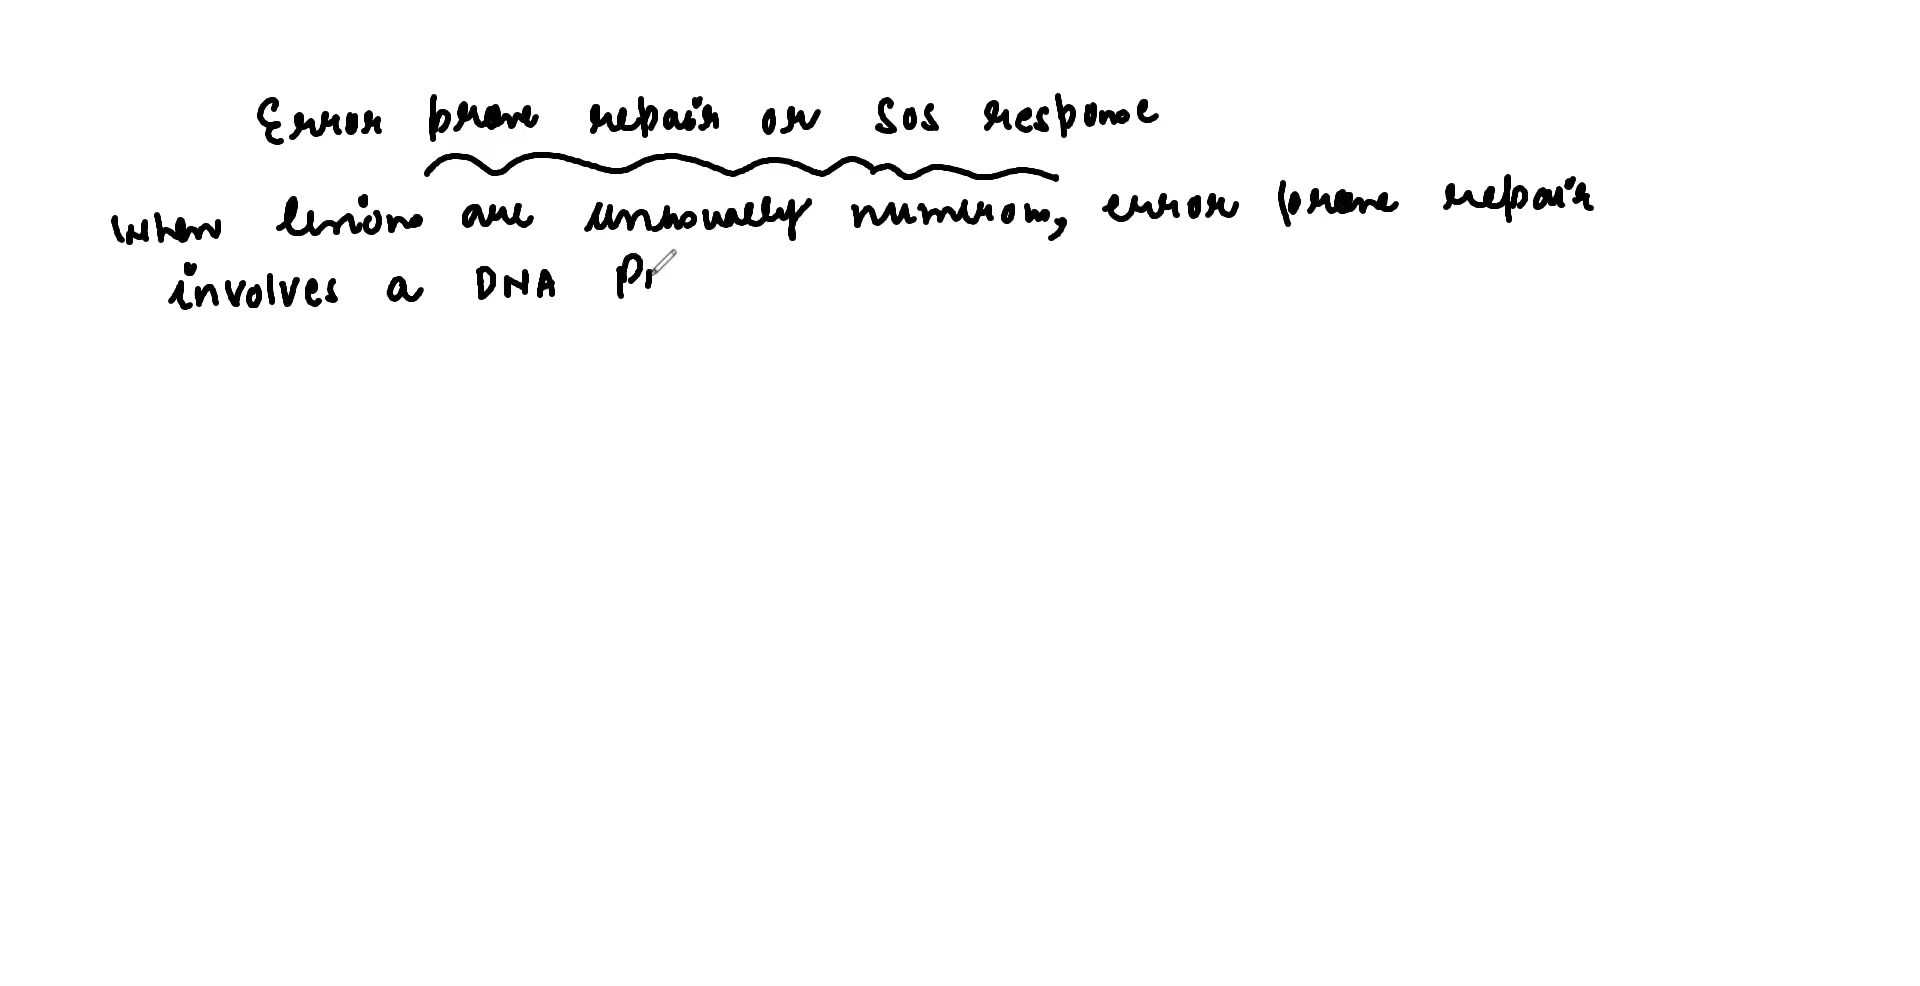 Error prone repair or SOS response
When lesions are unusually numerous, error prone repair
involves a DNA P